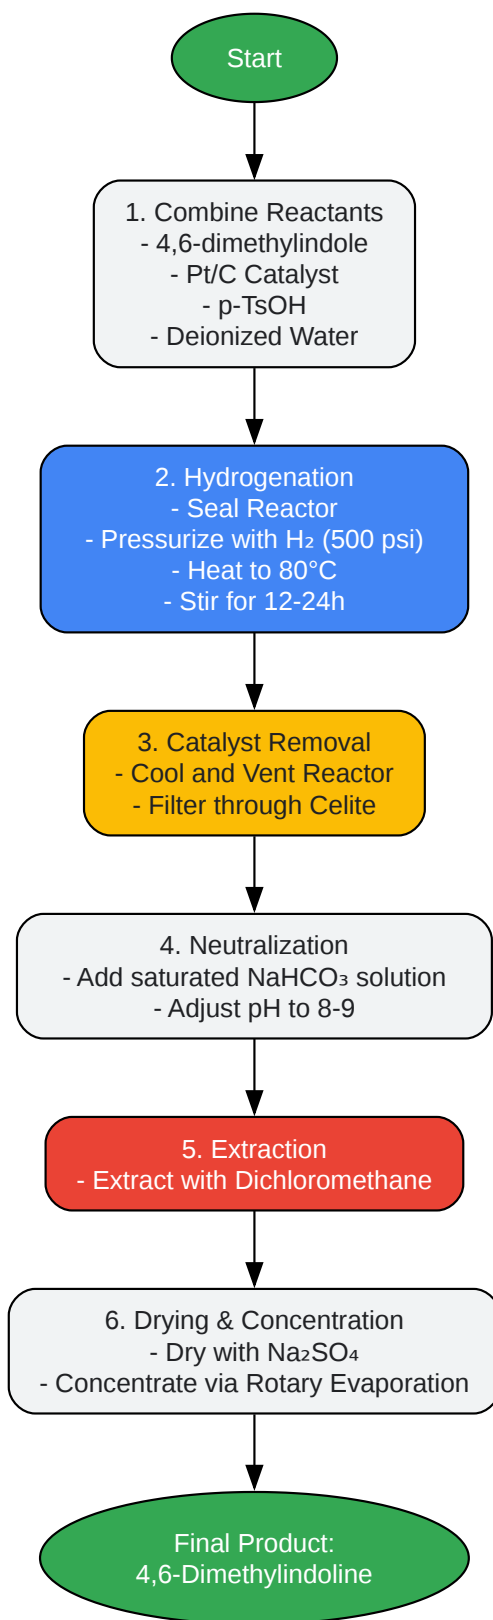 Start
1. Combine Reactants
- 4,6-dimethylindole
- Pt/C Catalyst
- p-TsOH
- Deionized Water
2. Hydrogenation
- Seal Reactor
- Pressurize with H₂ (500 psi)
- Heat to 80°C
- Stir for 12-24h
3. Catalyst Removal
- Cool and Vent Reactor
- Filter through Celite
4. Neutralization
- Add saturated NaHCO₃ solution
- Adjust pH to 8-9
5. Extraction
- Extract with Dichloromethane
6. Drying & Concentration
- Dry with Na₂SO₄
- Concentrate via Rotary Evaporation
Final Product:
4,6-Dimethylindoline